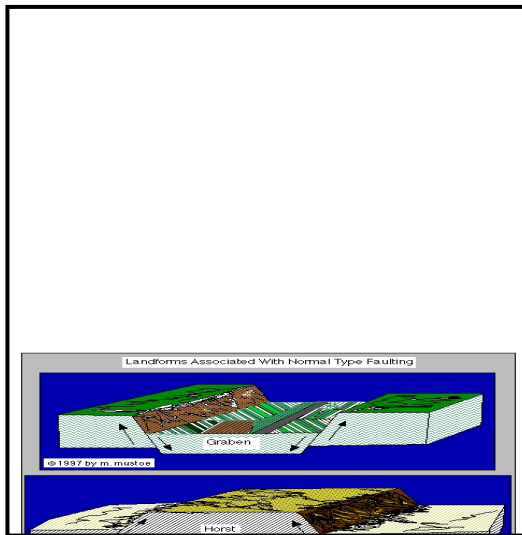 Landforms Associated With Normal Type Faulting
Graben
© 1997 by m. mustoe
Horst